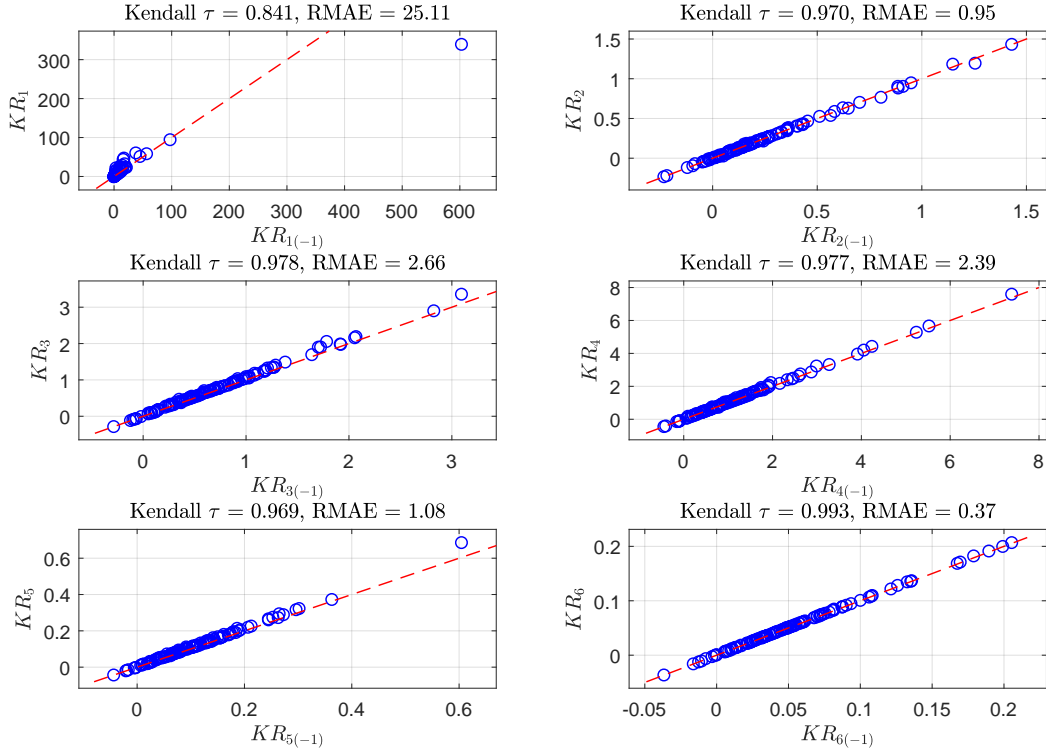 Kendall τ = 0.841, RMAE = 25.11
KR₁
300
200
100
0
0 100 200 300 400 500 600
KR₁₍₋₁₎
Kendall τ = 0.970, RMAE = 0.95
KR₂
1.5
1
0.5
0
0 0.5 1 1.5
KR₂₍₋₁₎
Kendall τ = 0.978, RMAE = 2.66
KR₃
3
2
1
0
0 1 2 3
KR₃₍₋₁₎
Kendall τ = 0.977, RMAE = 2.39
KR₄
8
6
4
2
0
0 2 4 6 8
KR₄₍₋₁₎
Kendall τ = 0.969, RMAE = 1.08
KR₅
0.6
0.4
0.2
0
0 0.2 0.4 0.6
KR₅₍₋₁₎
Kendall τ = 0.993, RMAE = 0.37
KR₆
0.2
0.1
0
-0.05 0 0.05 0.1 0.15 0.2
KR₆₍₋₁₎